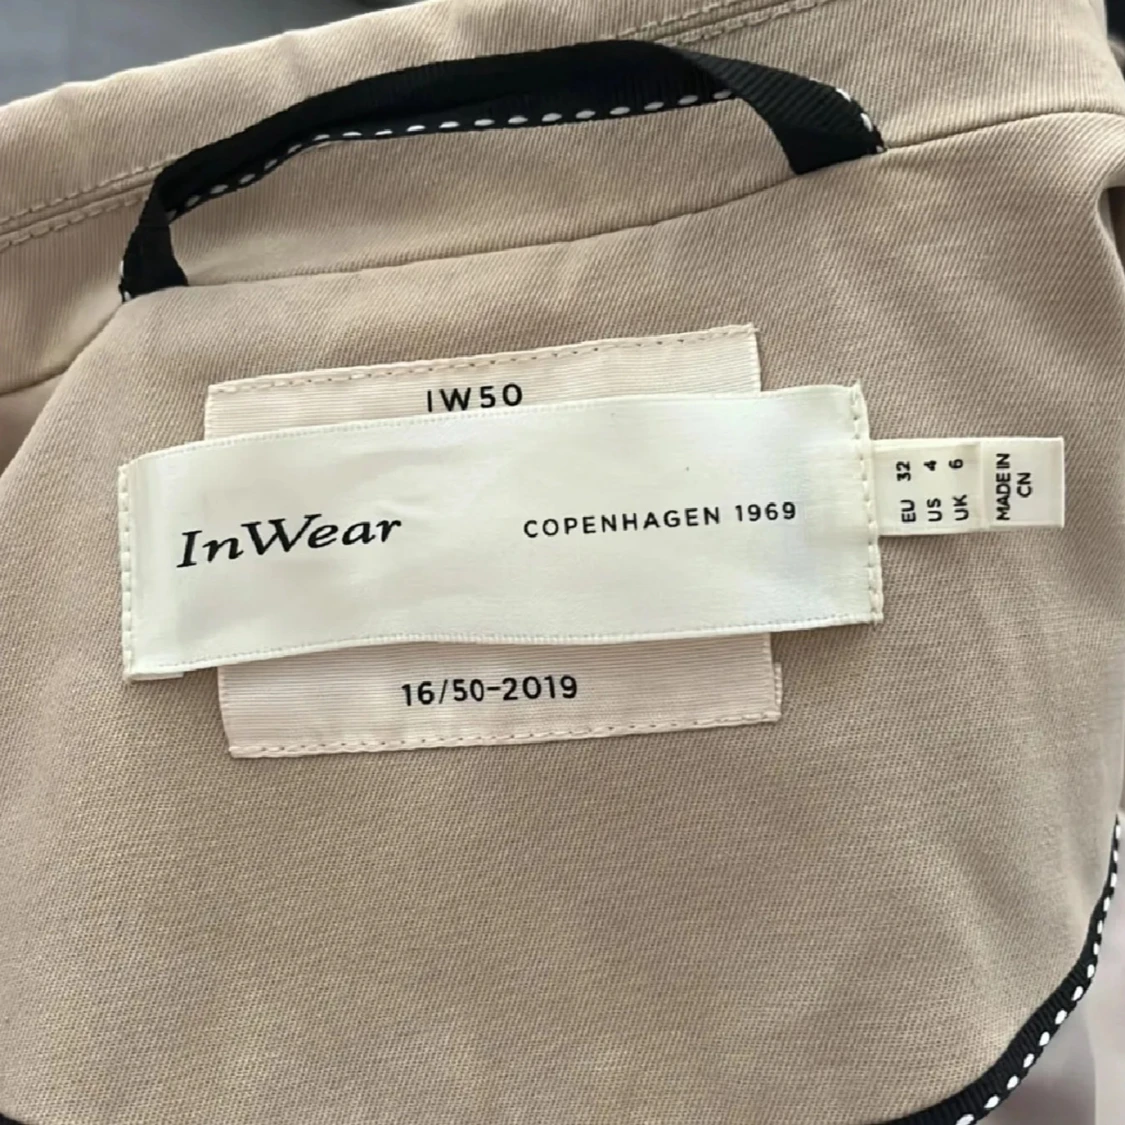 IW50
InWear COPENHAGEN 1969
16/50-2019
EU 32
US 4
UK 6
MADE IN
CN